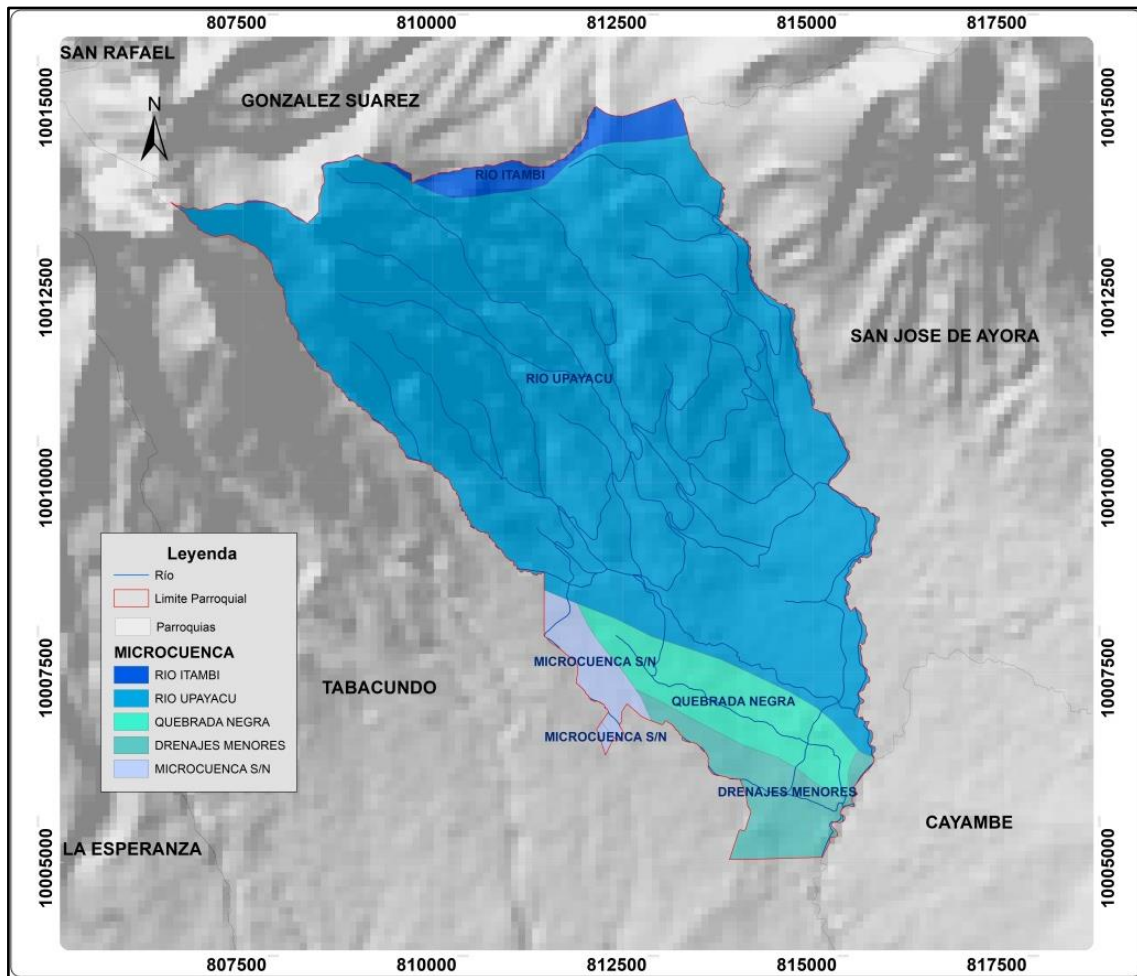 807500 810000 812500 815000 817500
SAN RAFAEL
GONZALEZ SUAREZ
N
10015000
10015000
RIO ITAMBI
10012500
10012500
SAN JOSE DE AYORA
RIO UPAYACU
10010000
10010000
Leyenda
Río
Limite Parroquial
Parroquias
MICROCUENCA
RIO ITAMBI
RIO UPAYACU
QUEBRADA NEGRA
DRENAJES MENORES
MICROCUENCA S/N
MICROCUENCA S/N
TABACUNDO
10007500
10007500
QUEBRADA NEGRA
MICROCUENCA S/N
DRENAJES MENORES
CAYAMBE
LA ESPERANZA
10005000
10005000
807500 810000 812500 815000 817500